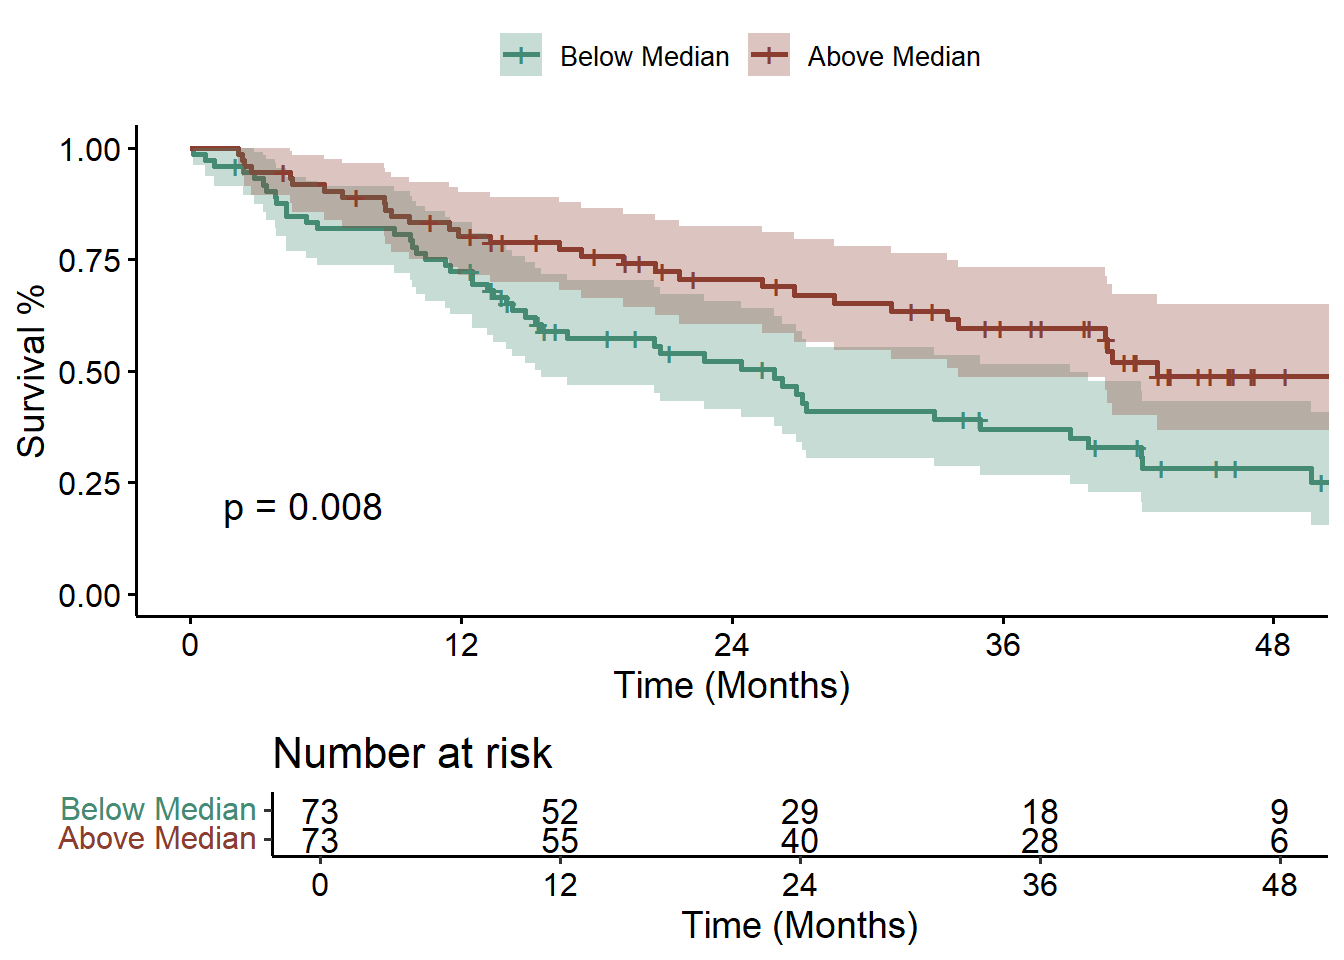 Below Median Above Median
Survival %
1.00
0.75
0.50
0.25
0.00
p = 0.008
0 12 24 36 48
Time (Months)
Number at risk
Below Median 73 52 29 18 9
Above Median 73 55 40 28 6
0 12 24 36 48
Time (Months)